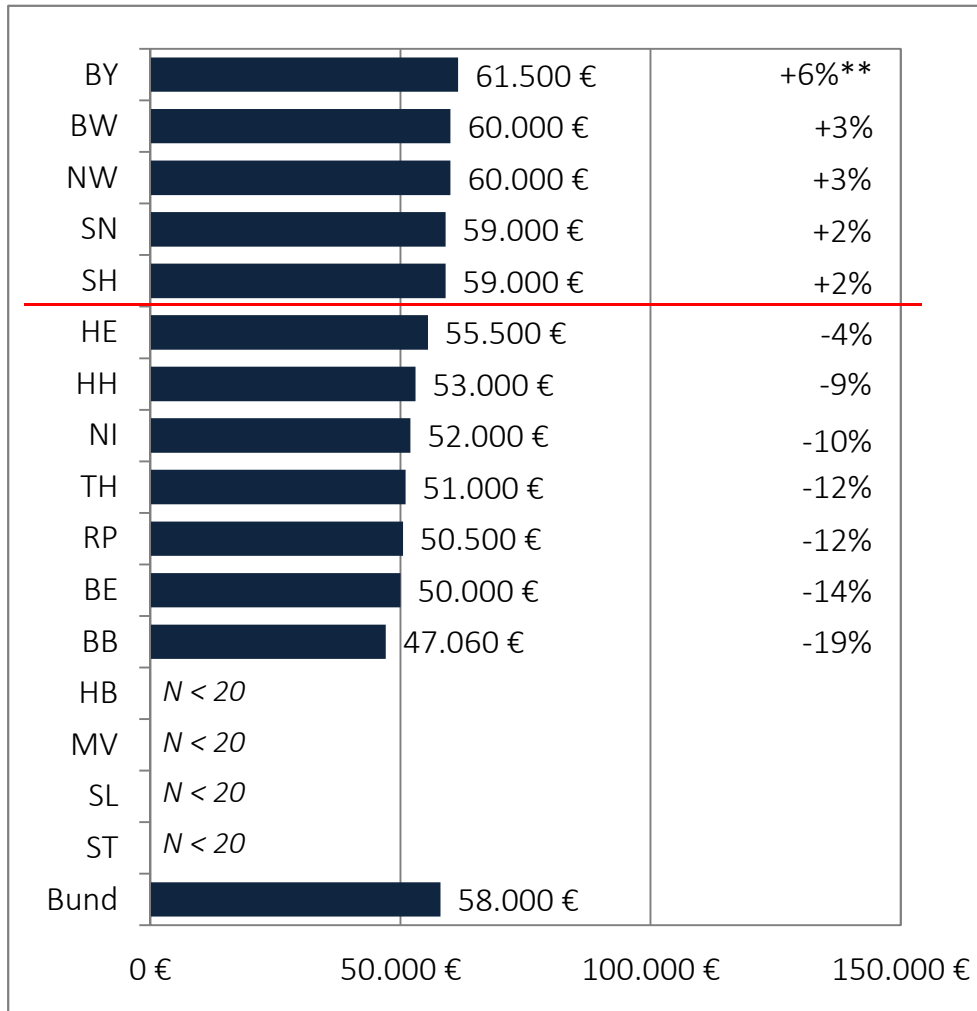 BY 61.500 € +6%**
BW 60.000 € +3%
NW 60.000 € +3%
SN 59.000 € +2%
SH 59.000 € +2%
HE 55.500 € -4%
HH 53.000 € -9%
NI 52.000 € -10%
TH 51.000 € -12%
RP 50.500 € -12%
BE 50.000 € -14%
BB 47.060 € -19%
HB N < 20
MV N < 20
SL N < 20
ST N < 20
Bund 58.000 €
0 € 50.000 € 100.000 € 150.000 €